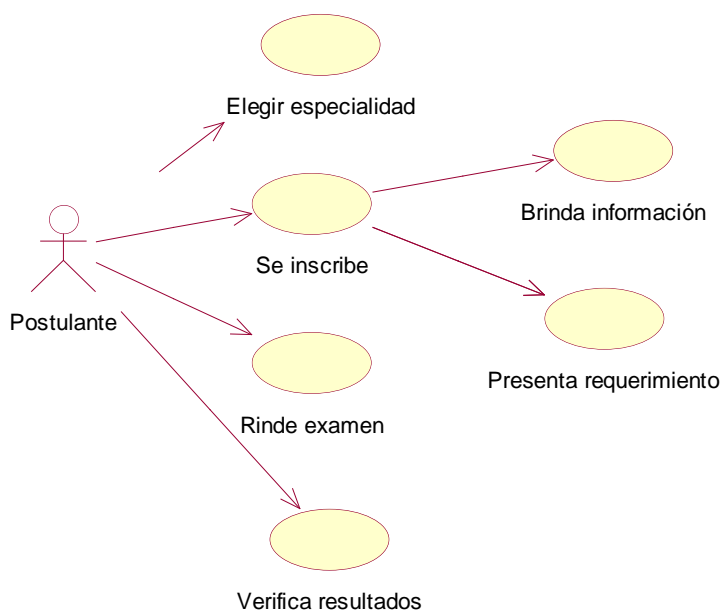 Elegir especialidad
Brinda información
Se inscribe
Postulante
Presenta requerimiento
Rinde examen
Verifica resultados